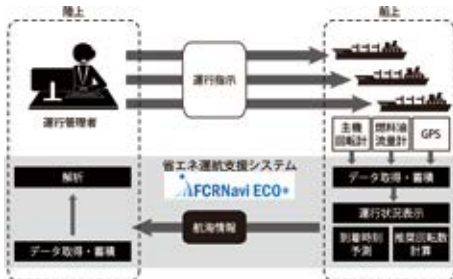 陸上
船上
運行指示
運行管理者
主機
回転計
燃料油
流量計
GPS
省エネ運航支援システム
FCRNavi ECO+
解析
データ取得・蓄積
データ取得・蓄積
運行状況表示
航海情報
到着時刻
予測
推奨回転数
計算